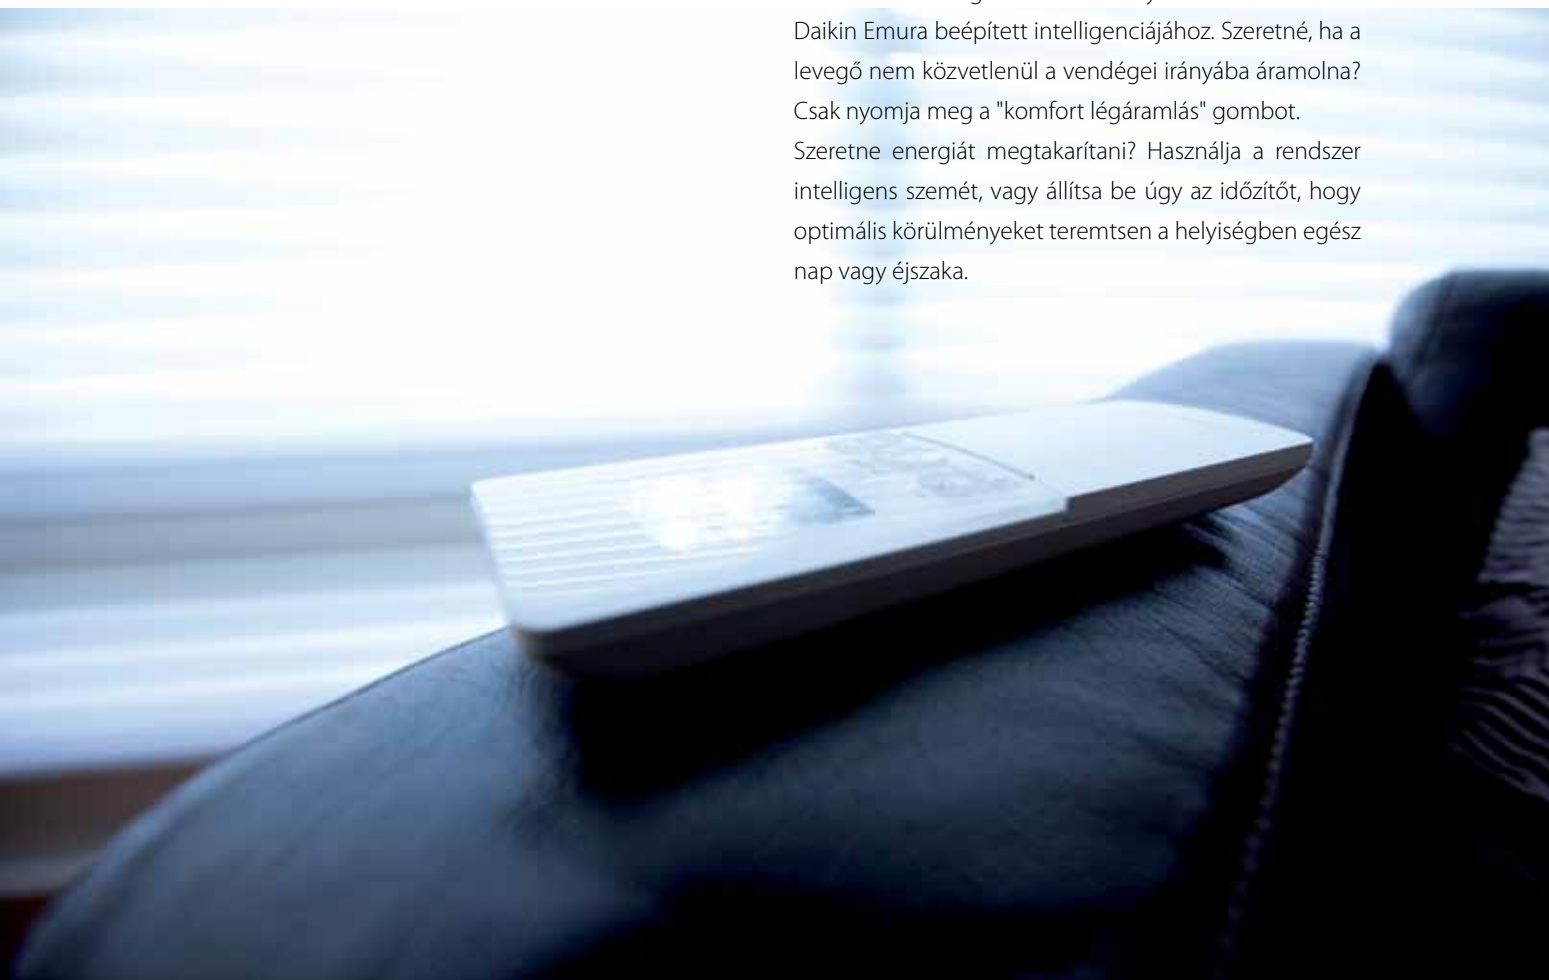 Daikin Emura beépített intelligenciájához. Szeretné, ha a
levegő nem közvetlenül a vendégei irányába áramolna?
Csak nyomja meg a "komfort légáramlás" gombot.
Szeretne energiát megtakarítani? Használja a rendszer
intelligens szemét, vagy állítsa be úgy az időzítőt, hogy
optimális körülményeket teremtsen a helyiségben egész
nap vagy éjszaka.